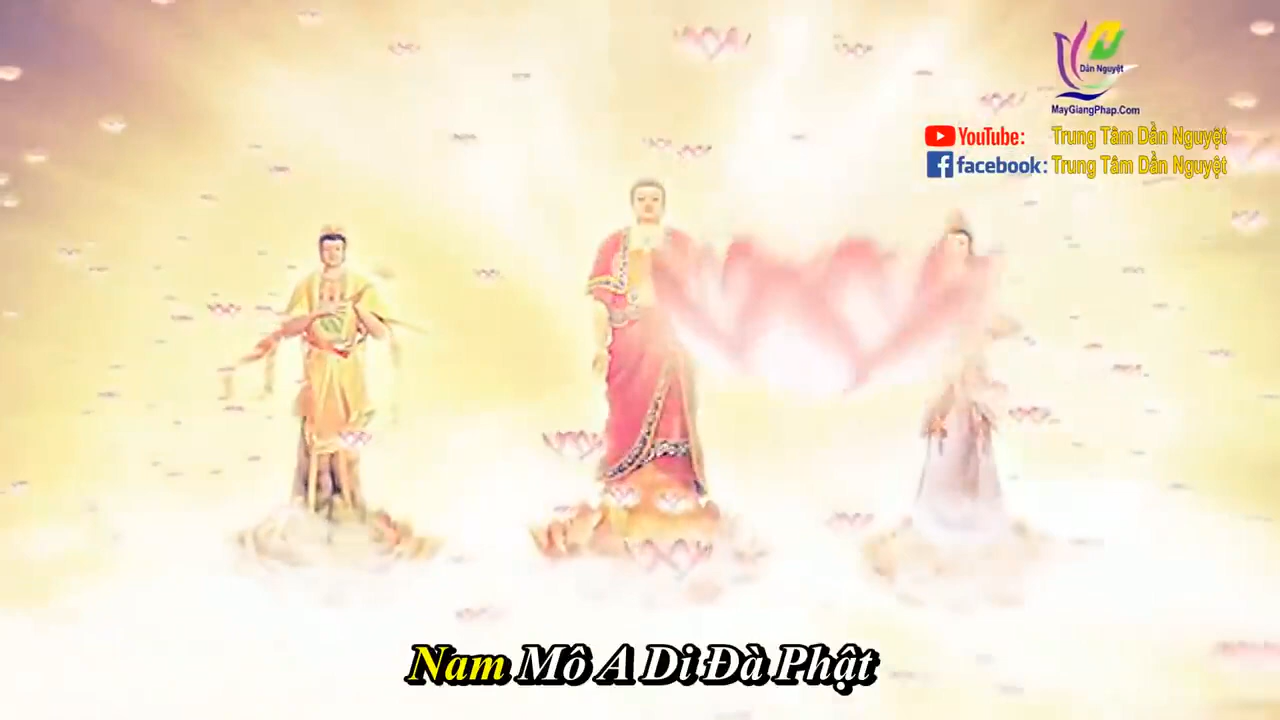 Dẫn Nguyệt
MayGiangPhap.Com
YouTube: Trung Tâm Dẫn Nguyệt
facebook: Trung Tâm Dẫn Nguyệt
Nam Mô A Di Đà Phật